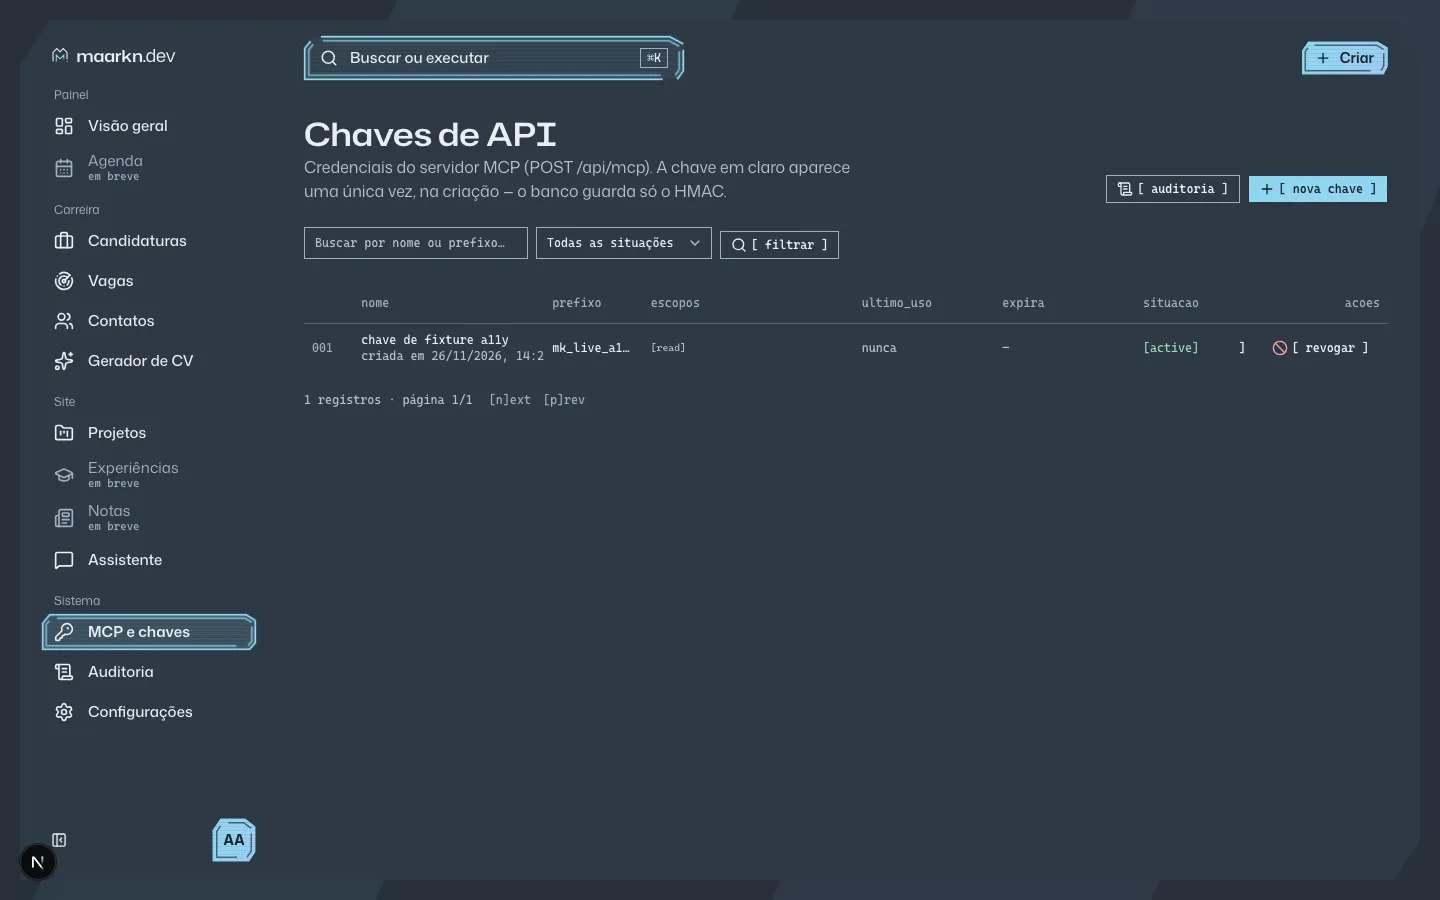 maarkn.dev
Buscar ou executar
⌘K
+ Criar
Painel
Visão geral
Agenda
em breve
Carreira
Candidaturas
Vagas
Contatos
Gerador de CV
Site
Projetos
Experiências
em breve
Notas
em breve
Assistente
Sistema
MCP e chaves
Auditoria
Configurações
AA
N
Chaves de API
Credenciais do servidor MCP (POST /api/mcp). A chave em claro aparece
uma única vez, na criação — o banco guarda só o HMAC.
[ auditoria ]
+ [ nova chave ]
Buscar por nome ou prefixo…
Todas as situações
[ filtrar ]
nome prefixo escopos ultimo_uso expira situacao acoes
001 chave de fixture a11y mk_live_a1… [read] nunca — [active] ] [ revogar ]
criada em 26/11/2026, 14:2
1 registros · página 1/1 [n]ext [p]rev